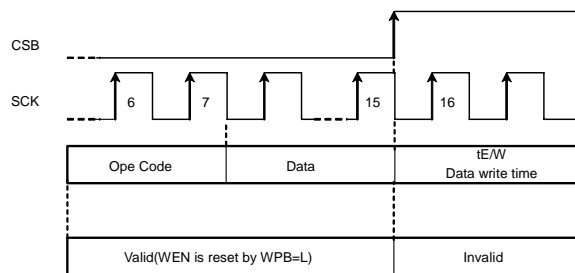 CSB
SCK
6
7
15
16
Ope Code
Data
tE/W
Data write time
Valid(WEN is reset by WPB=L)
Invalid